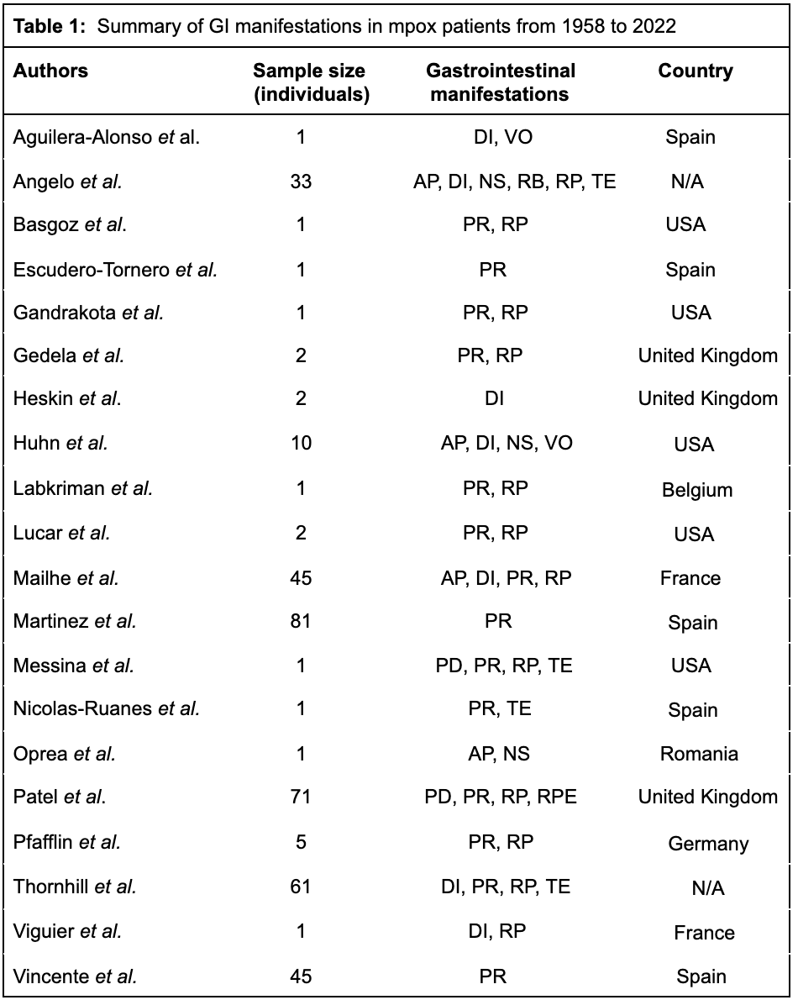 Table 1: Summary of GI manifestations in mpox patients from 1958 to 2022
Authors Sample size (individuals) Gastrointestinal manifestations Country
Aguilera-Alonso et al. 1 DI, VO Spain
Angelo et al. 33 AP, DI, NS, RB, RP, TE N/A
Basgoz et al. 1 PR, RP USA
Escudero-Tornero et al. 1 PR Spain
Gandrakota et al. 1 PR, RP USA
Gedela et al. 2 PR, RP United Kingdom
Heskin et al. 2 DI United Kingdom
Huhn et al. 10 AP, DI, NS, VO USA
Labkriman et al. 1 PR, RP Belgium
Lucar et al. 2 PR, RP USA
Mailhe et al. 45 AP, DI, PR, RP France
Martinez et al. 81 PR Spain
Messina et al. 1 PD, PR, RP, TE USA
Nicolas-Ruanes et al. 1 PR, TE Spain
Oprea et al. 1 AP, NS Romania
Patel et al. 71 PD, PR, RP, RPE United Kingdom
Pfafflin et al. 5 PR, RP Germany
Thornhill et al. 61 DI, PR, RP, TE N/A
Viguier et al. 1 DI, RP France
Vincente et al. 45 PR Spain